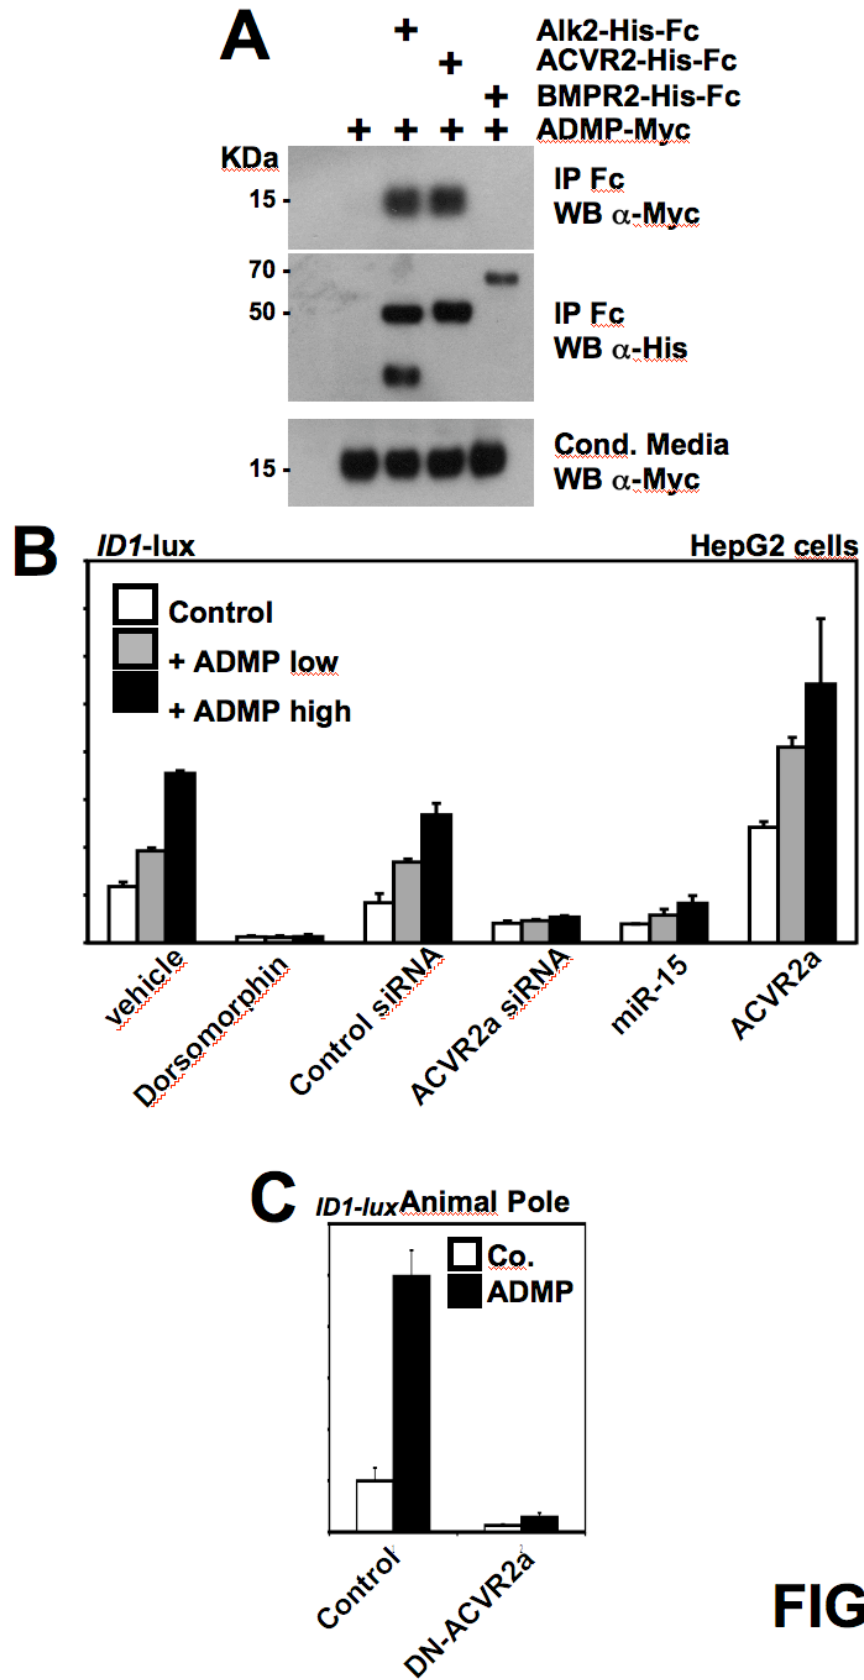 A
+ Alk2-His-Fc
+ ACVR2-His-Fc
+ BMPR2-His-Fc
+ + + + ADMP-Myc
KDa
15 -
IP Fc
WB α-Myc
70 -
50 -
IP Fc
WB α-His
15 -
Cond. Media
WB α-Myc
B
ID1-lux HepG2 cells
Control
+ ADMP low
+ ADMP high
vehicle
Dorsomorphin
Control siRNA
ACVR2a siRNA
miR-15
ACVR2a
C
ID1-lux Animal Pole
Co.
ADMP
Control
DN-ACVR2a
FIG